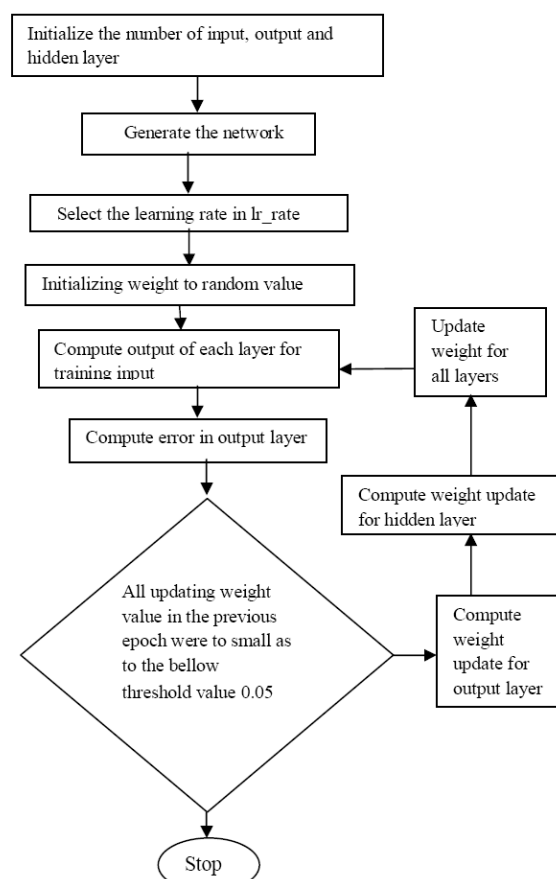 Initialize the number of input, output and
hidden layer
Generate the network
Select the learning rate in lr_rate
Initializing weight to random value
Compute output of each layer for
training input
Compute error in output layer
All updating weight
value in the previous
epoch were to small as
to the bellow
threshold value 0.05
Compute
weight
update for
output layer
Compute weight update
for hidden layer
Update
weight for
all layers
Stop